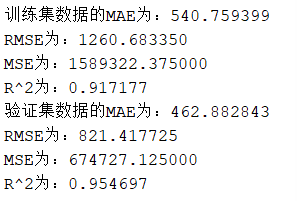 训练集数据的MAE为：540.759399
RMSE为：1260.683350
MSE为：1589322.375000
R^2为：0.917177
验证集数据的MAE为：462.882843
RMSE为：821.417725
MSE为：674727.125000
R^2为：0.954697